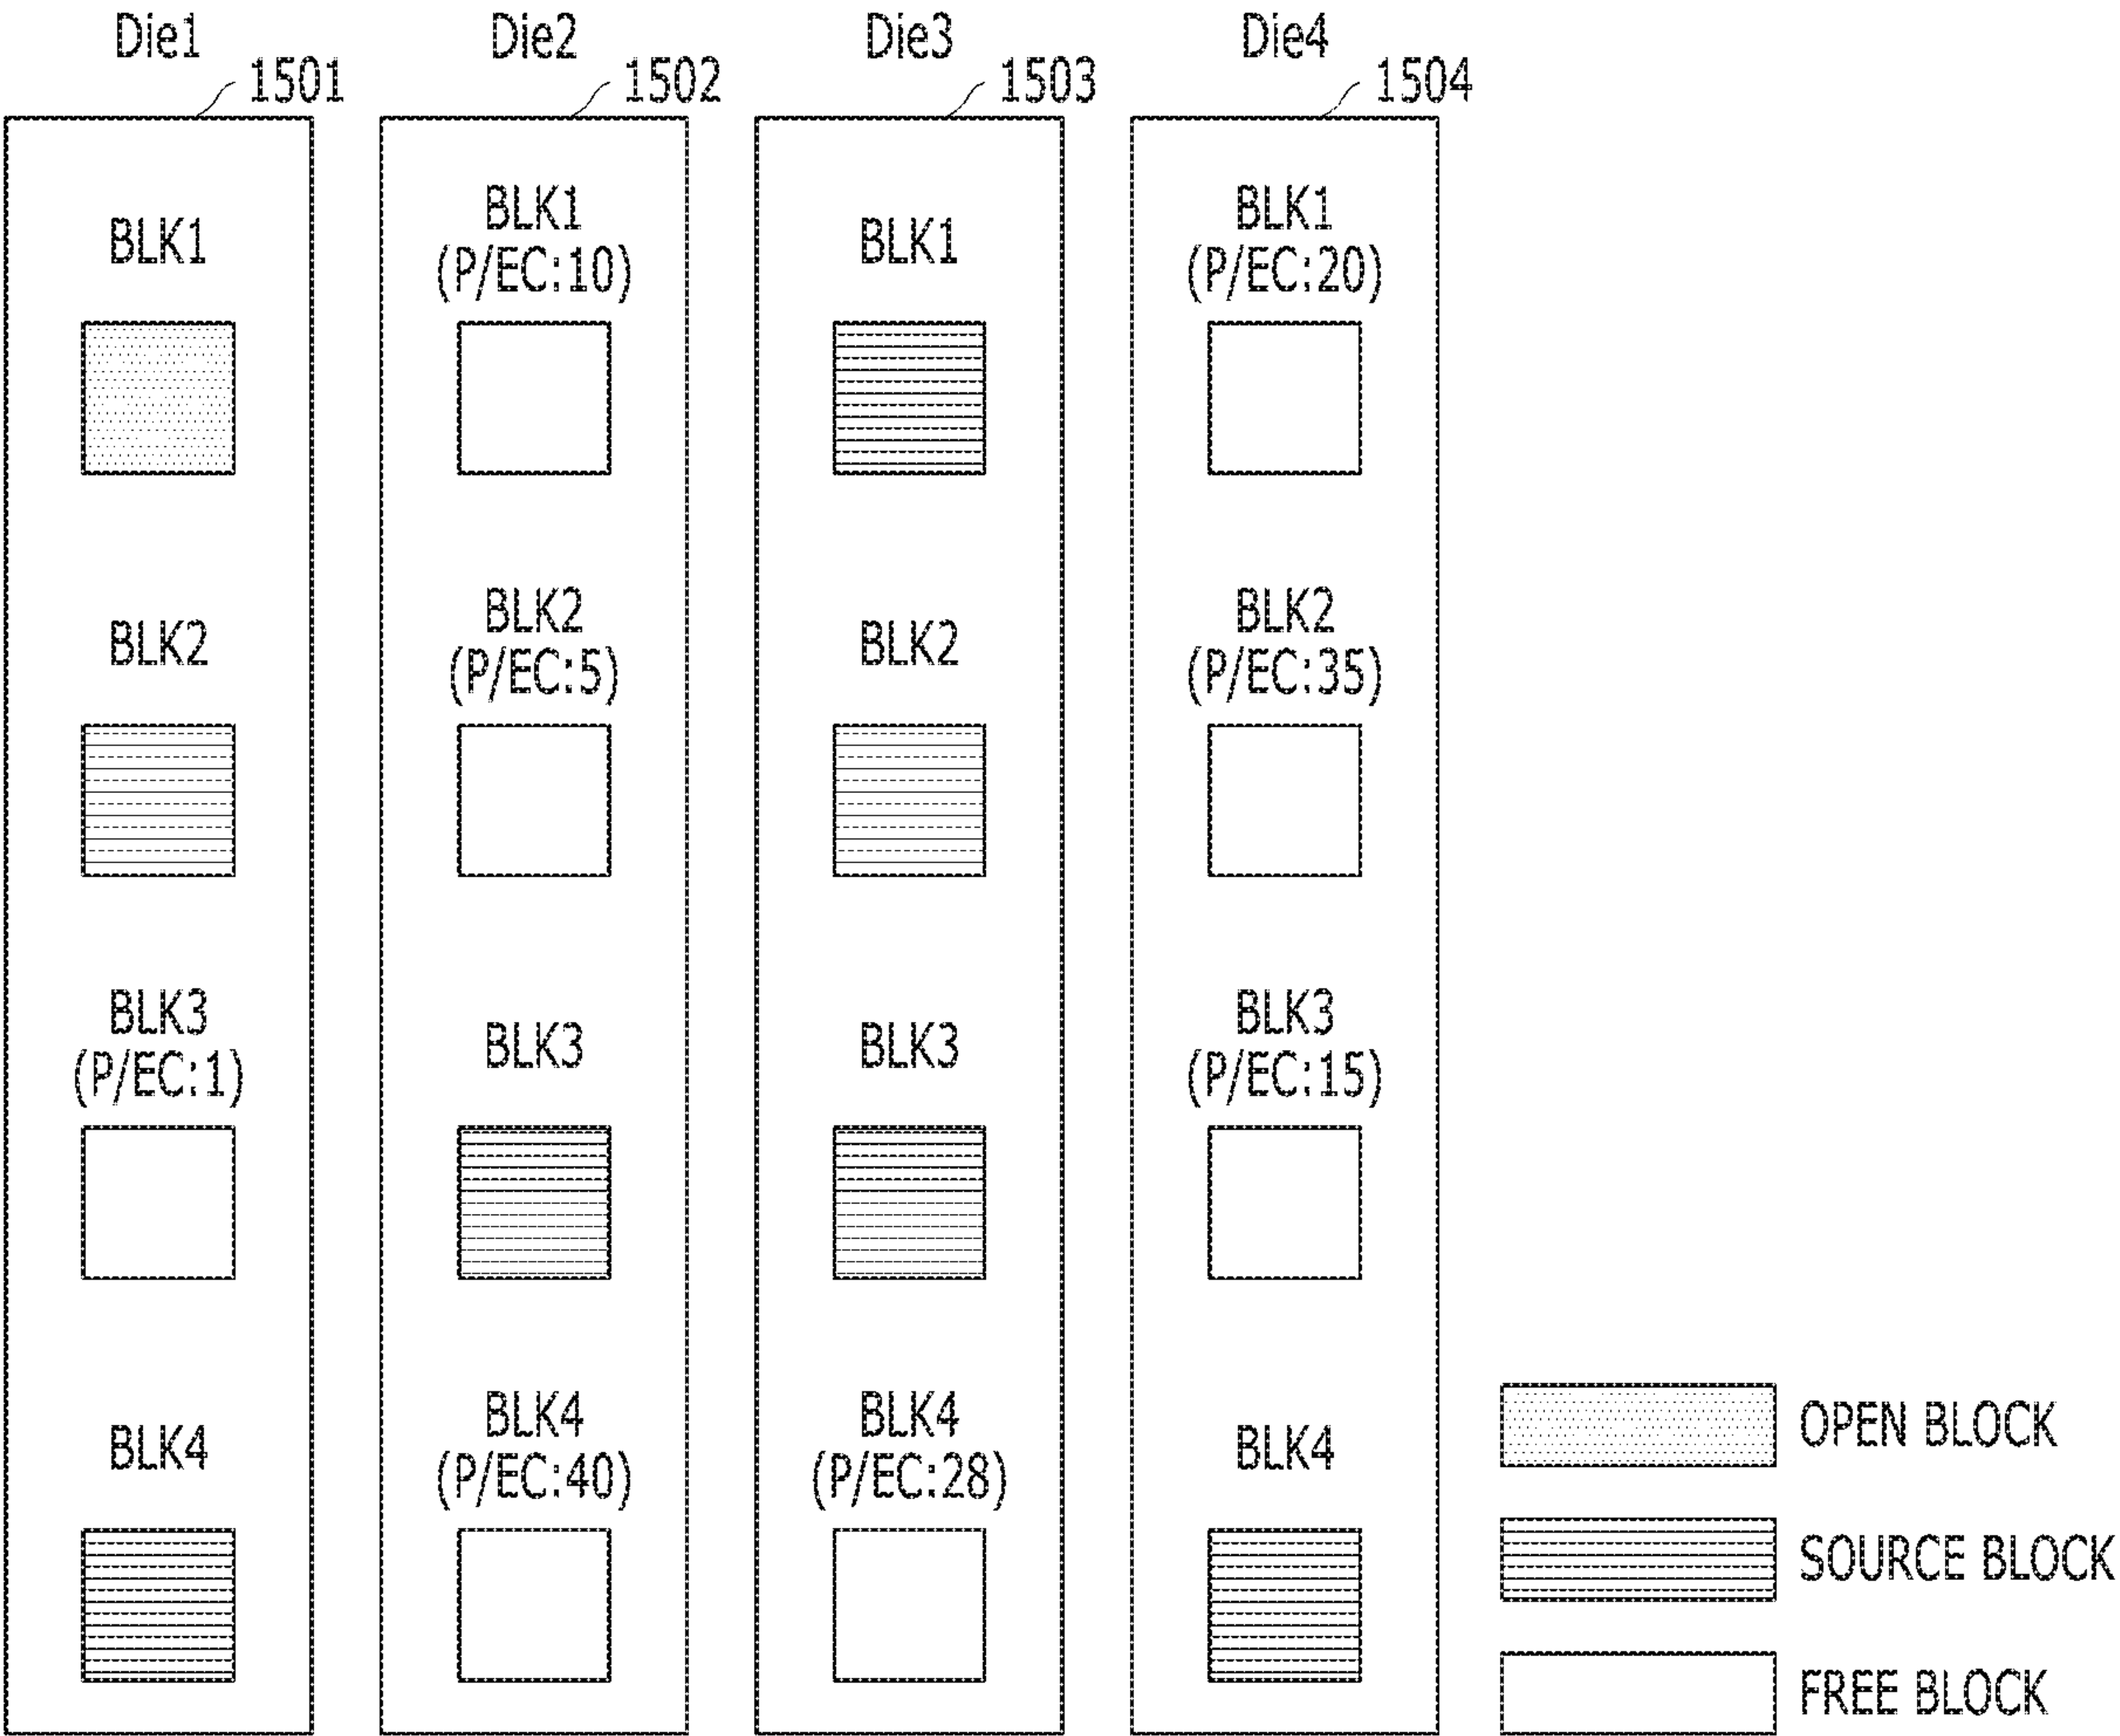 Die1
1501
BLK1
BLK2
BLK3
(P/EC:1)
BLK4
Die2
1502
BLK1
(P/EC:10)
BLK2
(P/EC:5)
BLK3
BLK4
(P/EC:40)
Die3
1503
BLK1
BLK2
BLK3
BLK4
(P/EC:28)
Die4
1504
BLK1
(P/EC:20)
BLK2
(P/EC:35)
BLK3
(P/EC:15)
BLK4
OPEN BLOCK
SOURCE BLOCK
FREE BLOCK